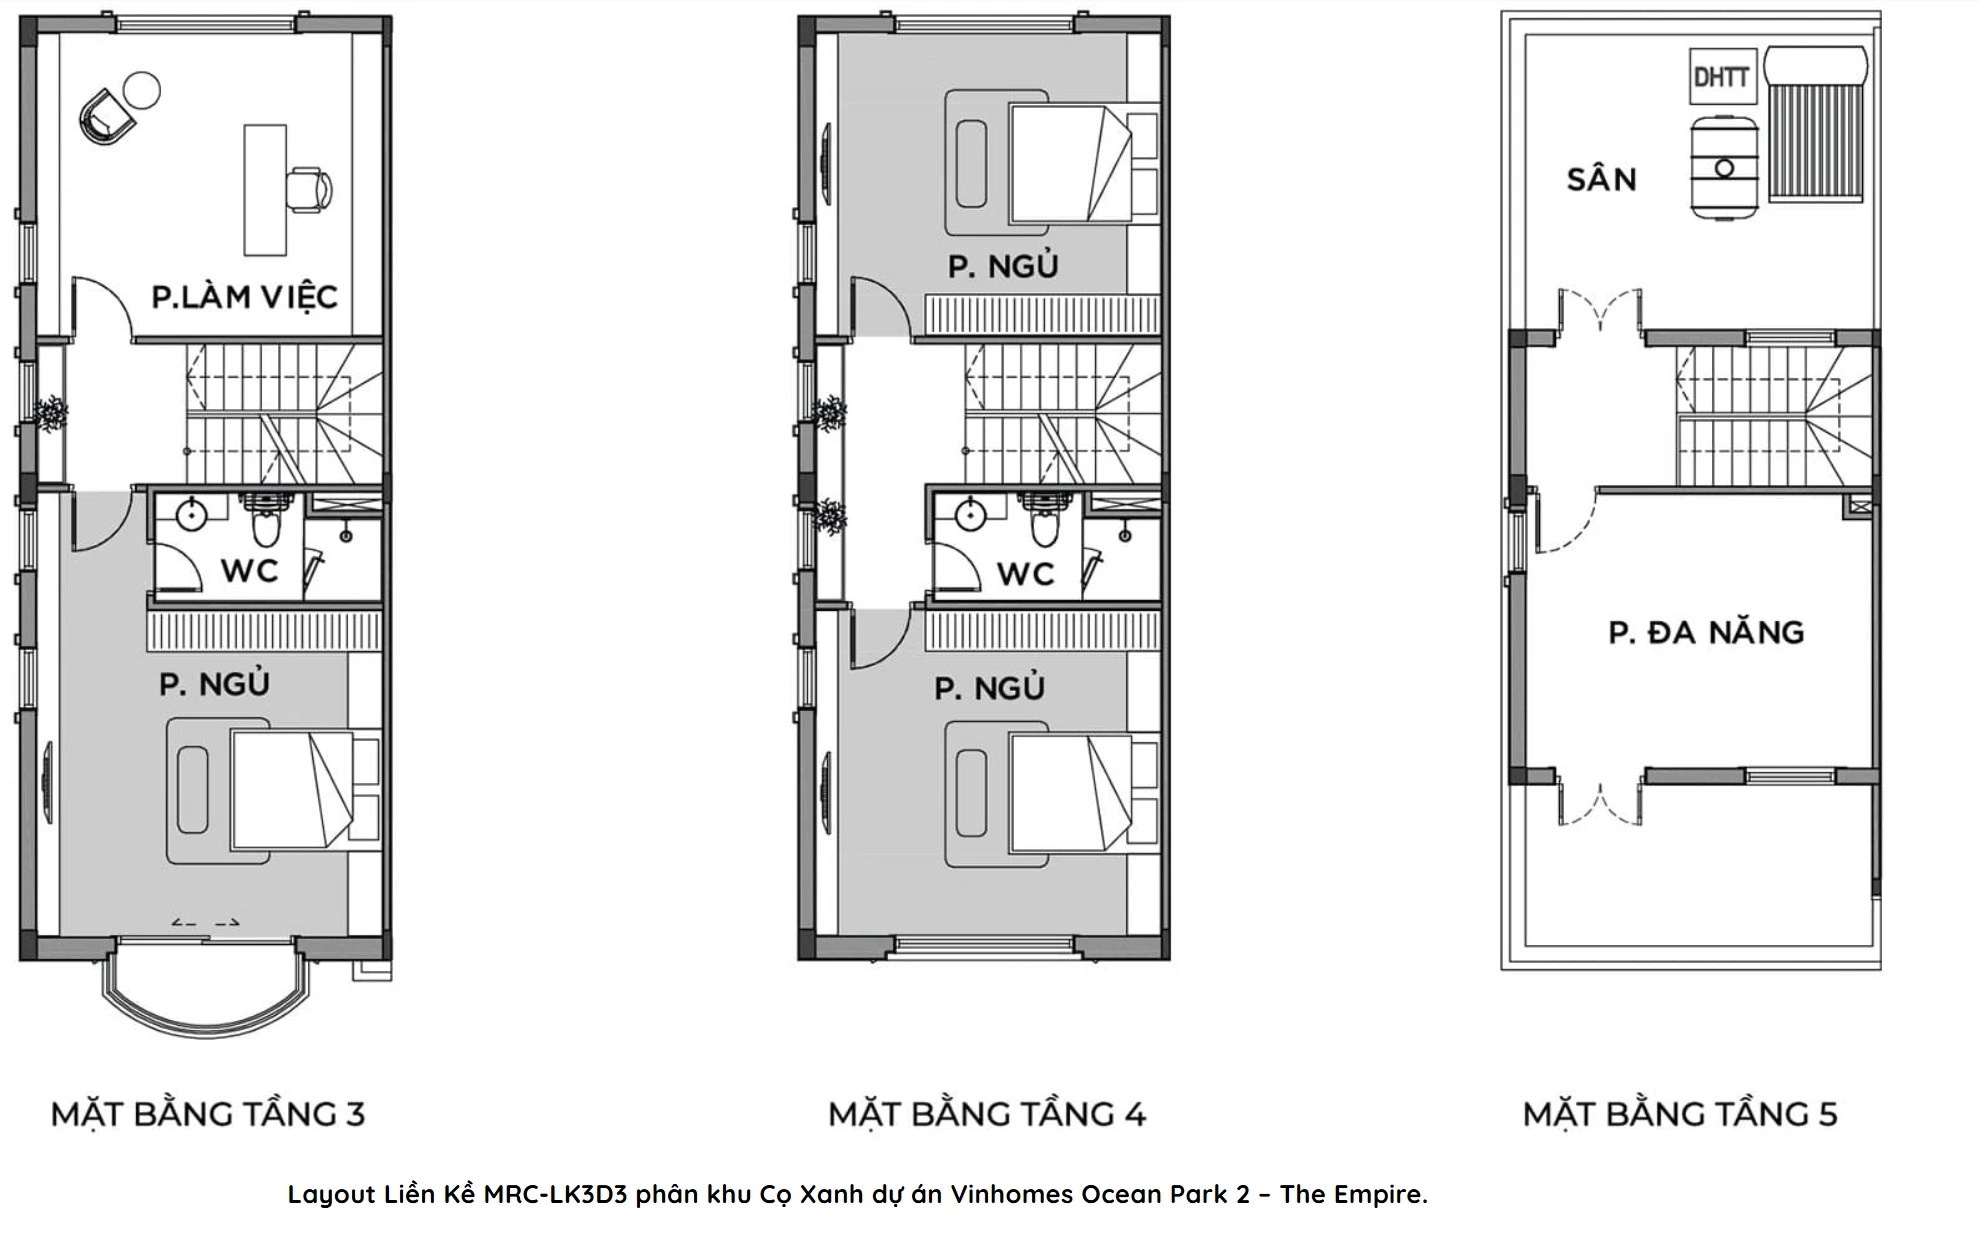 P.LÀM VIỆC
WC
P. NGỦ
MẶT BẰNG TẦNG 3
P. NGỦ
WC
P. NGỦ
MẶT BẰNG TẦNG 4
DHTT
SÂN
P. ĐA NĂNG
MẶT BẰNG TẦNG 5
Layout Liền Kề MRC-LK3D3 phân khu Cọ Xanh dự án Vinhomes Ocean Park 2 – The Empire.